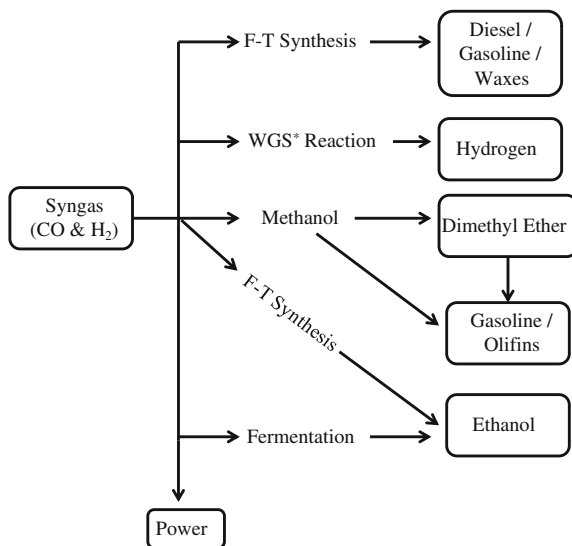 F-T Synthesis
Diesel /
Gasoline /
Waxes
WGS* Reaction
Hydrogen
Syngas
(CO & H₂)
Methanol
Dimethyl Ether
F-T Synthesis
Gasoline /
Olifins
Fermentation
Ethanol
Power